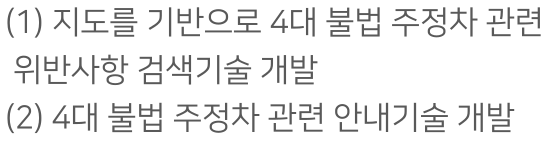 (1) 지도를 기반으로 4대 불법 주정차 관련
위반사항 검색기술 개발
(2) 4대 불법 주정차 관련 안내기술 개발